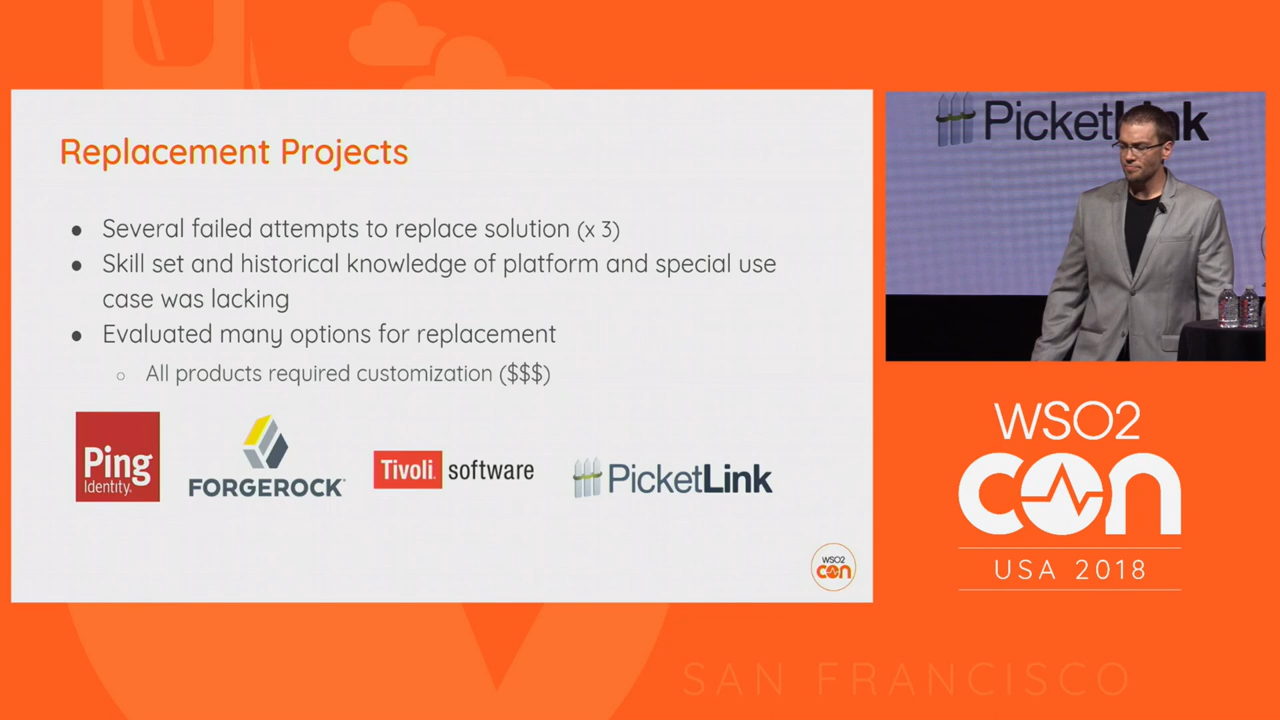 Replacement Projects
● Several failed attempts to replace solution (x 3)
● Skill set and historical knowledge of platform and special use
case was lacking
● Evaluated many options for replacement
○ All products required customization ($$$)
Ping
Identity.
FORGEROCK
Tivoli. software
PicketLink
WSO2
con
PicketLink
WSO2
con
USA 2018
SAN FRANCISCO